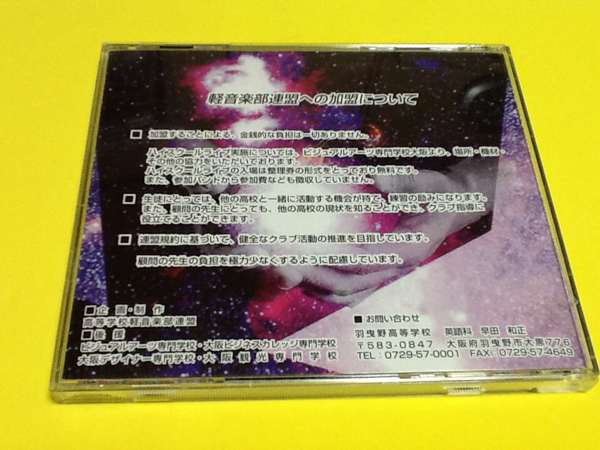 軽音楽部連盟への加盟について
■ 加盟することによる、金銭的な負担は一切ありません。
ハイスクールライブ実施については、ビジュアルアーツ専門学校大阪より、場所・機材・
その他の協力をいただいております。
ハイスクールライブの入場は整理券の形式をとっており無料です。
また、参加バンドから参加費なども徴収していません。
■ 生徒にとっては、他の高校と一緒に活動する機会が持て、練習の励みになります。
また、顧問の先生にとっても、他の高校の現状を知ることができ、クラブ指導に
役立てることができます。
■ 連盟規約に基づいて、健全なクラブ活動の推進を目指しています。
顧問の先生の負担を極力少なくするように配慮しています。
■企画・制作
高等学校軽音楽部連盟
■後援
ビジュアルアーツ専門学校・大阪ビジネスカレッジ専門学校
大阪デザイナー専門学校・大阪観光専門学校
■ お問い合わせ
羽曳野高等学校 英語科 早田 和正
〒583-0847 大阪府羽曳野市大黒776
TEL:0729-57-0001 FAX:0729-57-4649